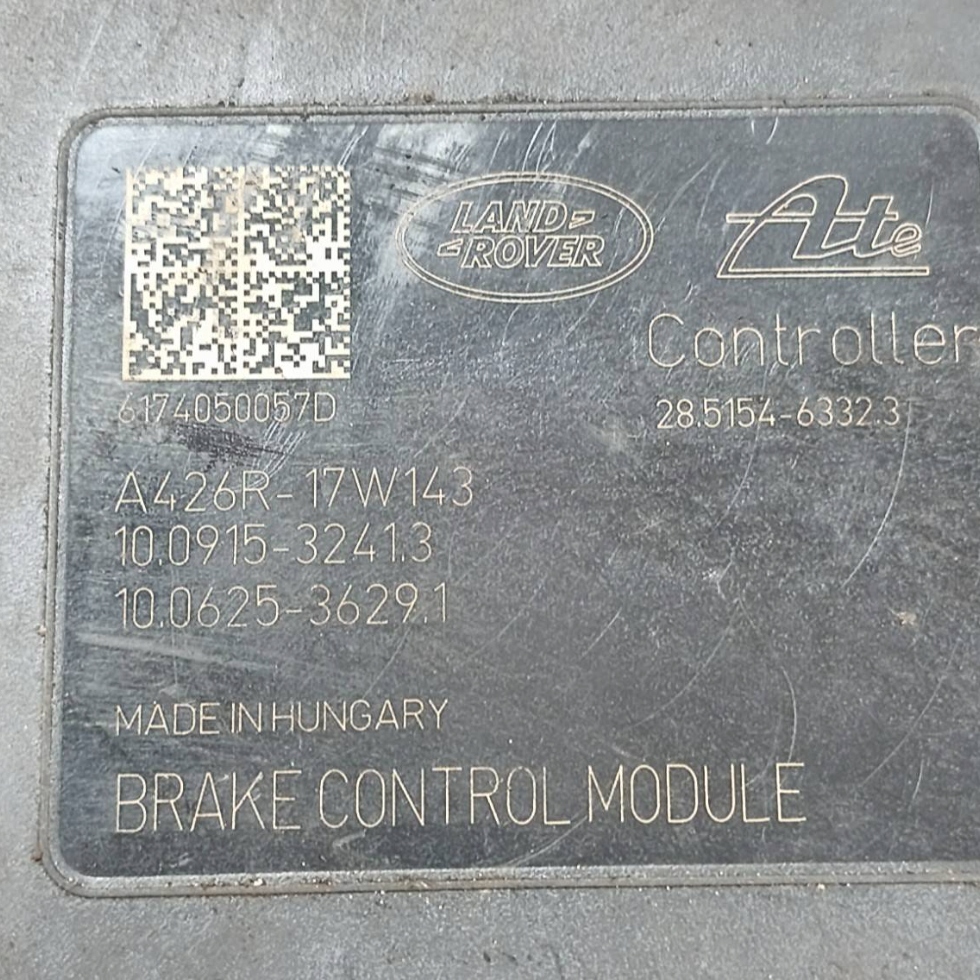 LAND
ROVER
Ate
Controller
6174050057D
28.5154-6332.3
A426R-17W143
10.0915-3241.3
10.0625-3629.1
MADE IN HUNGARY
BRAKE CONTROL MODULE